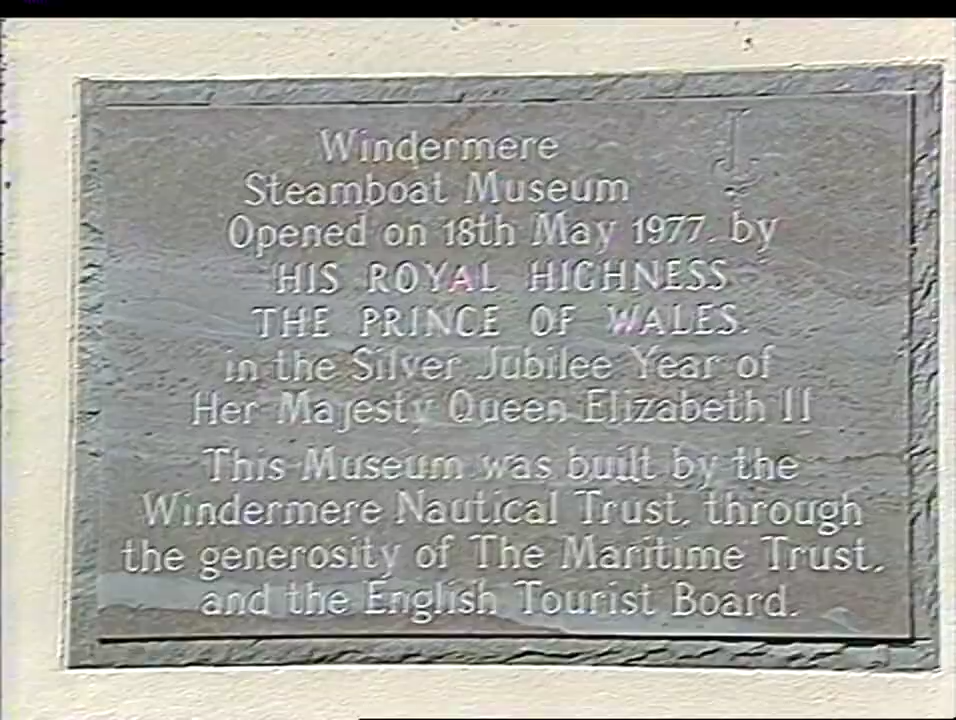 Windermere
Steamboat Museum
Opened on 18th May 1977. by
HIS ROYAL HIGHNESS
THE PRINCE OF WALES.
in the Silver Jubilee Year of
Her Majesty Queen Elizabeth II
This Museum was built by the
Windermere Nautical Trust. through
the generosity of The Maritime Trust.
and the English Tourist Board.